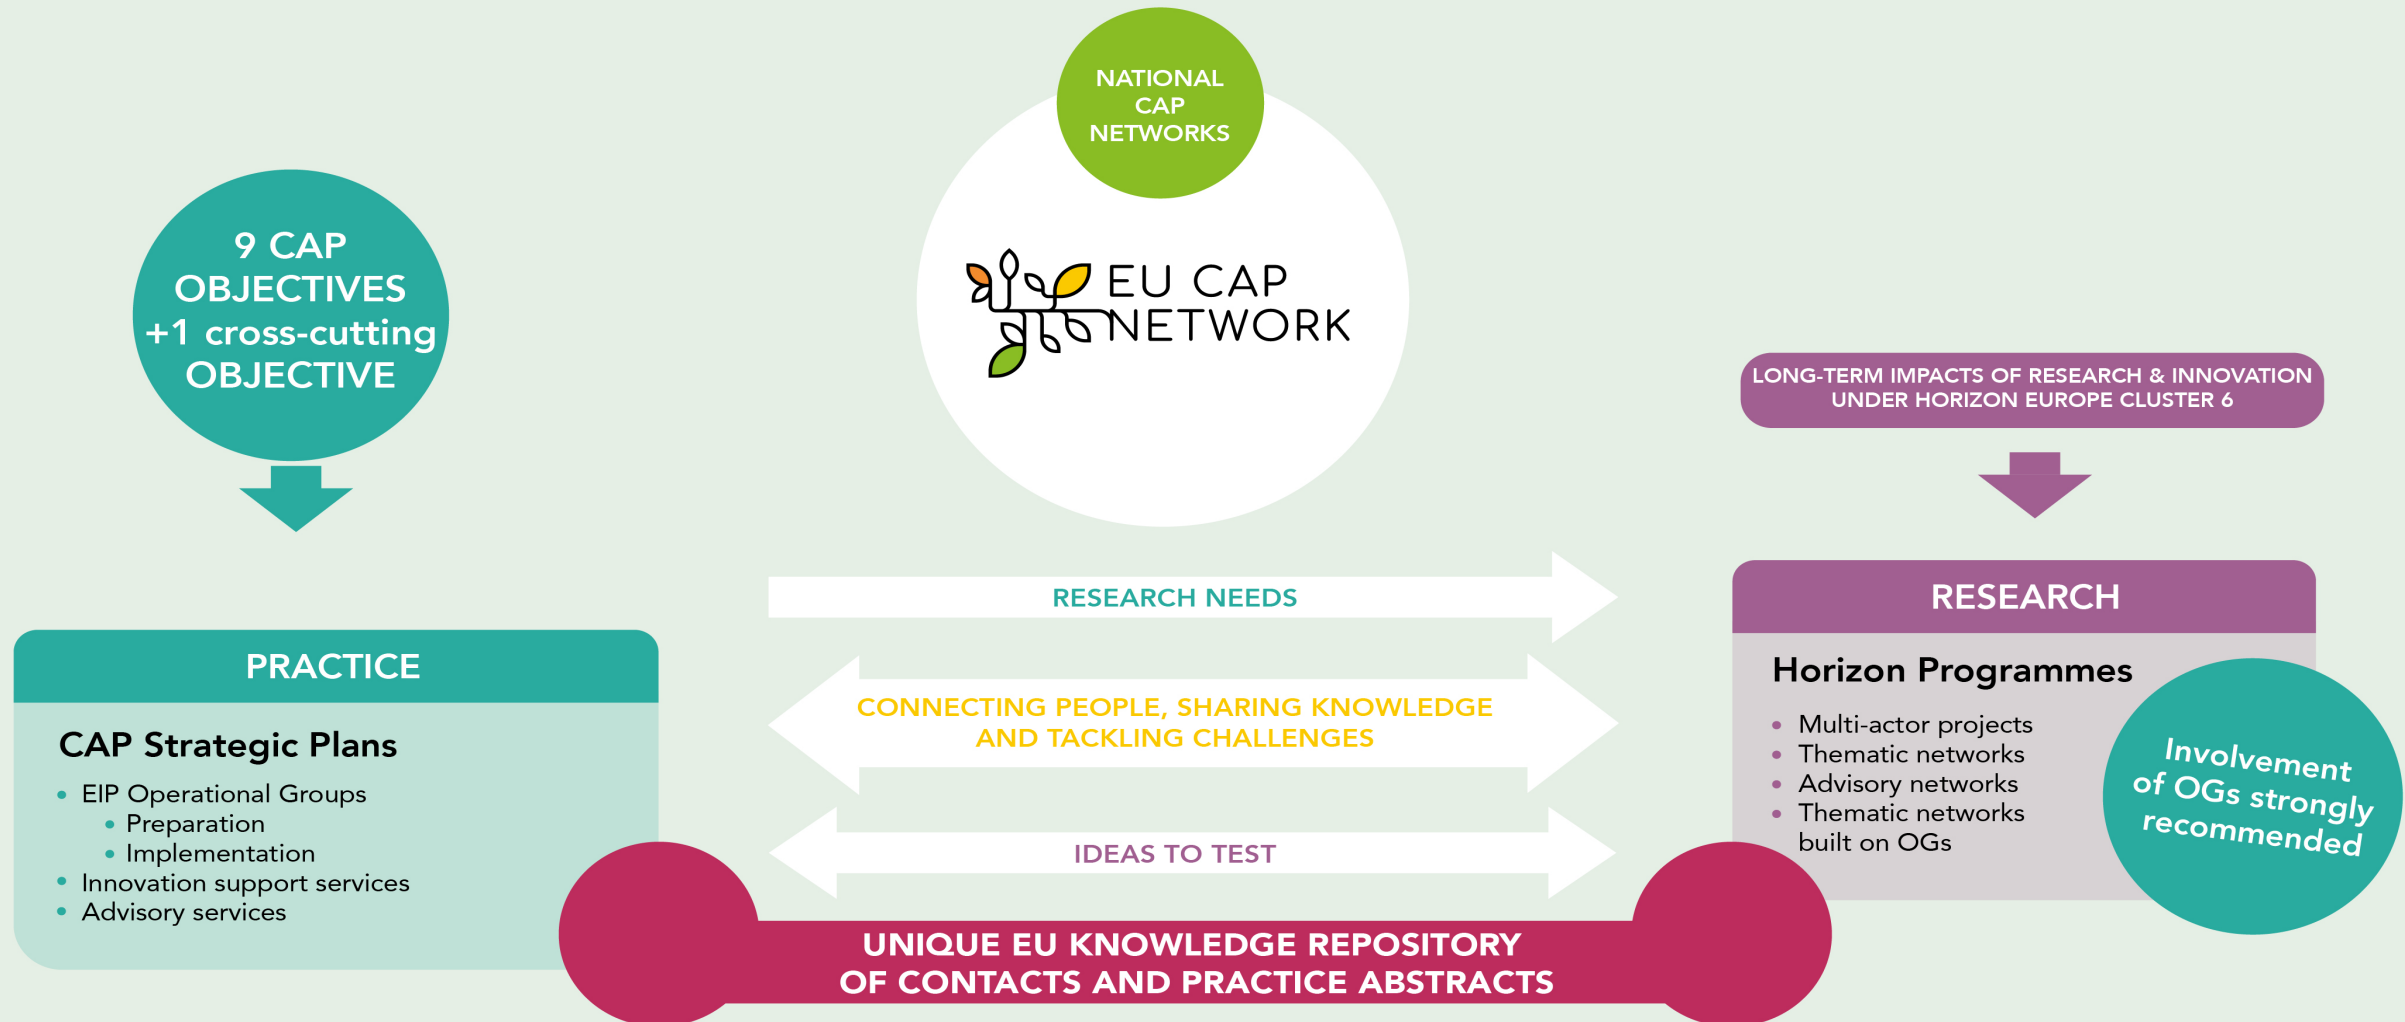 NATIONAL
CAP
NETWORKS
EU CAP
NETWORK
9 CAP
OBJECTIVES
+1 cross-cutting
OBJECTIVE
LONG-TERM IMPACTS OF RESEARCH & INNOVATION
UNDER HORIZON EUROPE CLUSTER 6
PRACTICE
CAP Strategic Plans
• EIP Operational Groups
• Preparation
• Implementation
• Innovation support services
• Advisory services
RESEARCH NEEDS
CONNECTING PEOPLE, SHARING KNOWLEDGE
AND TACKLING CHALLENGES
IDEAS TO TEST
UNIQUE EU KNOWLEDGE REPOSITORY
OF CONTACTS AND PRACTICE ABSTRACTS
RESEARCH
Horizon Programmes
• Multi-actor projects
• Thematic networks
• Advisory networks
• Thematic networks
built on OGs
Involvement
of OGs strongly
recommended